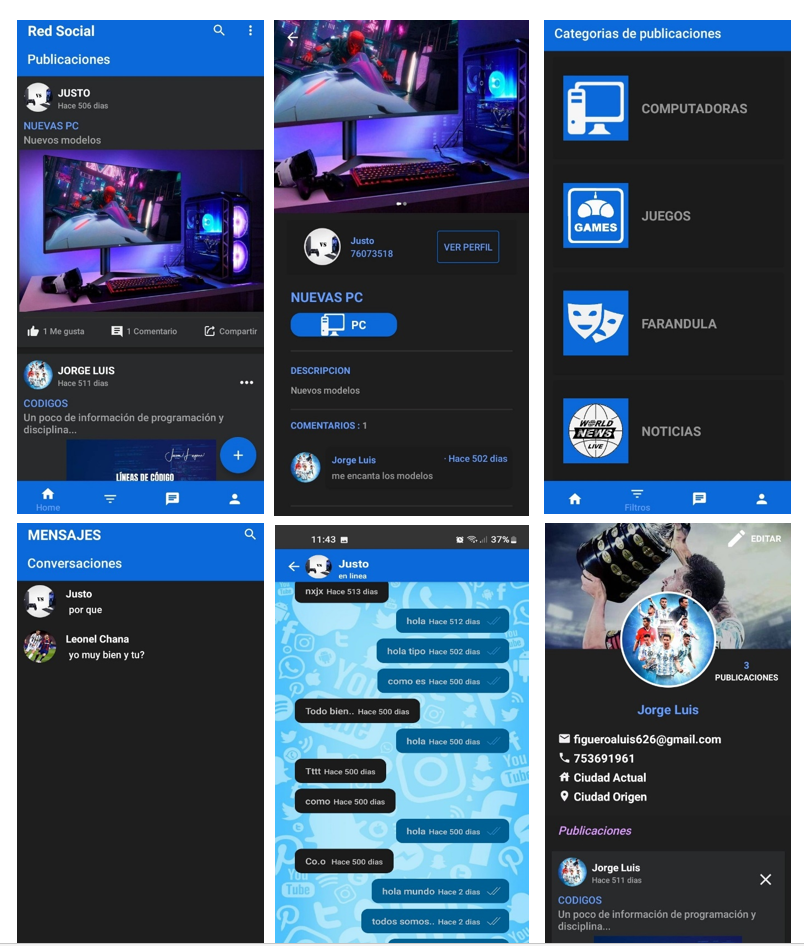 Red Social
Publicaciones
JUSTO
Hace 506 dias
NUEVAS PC
Nuevos modelos
1 Me gusta
1 Comentario
Compartir
JORGE LUIS
Hace 511 dias
CODIGOS
Un poco de información de programación y
disciplina...
LÍNEAS DE CÓDIGO
Home
VS
Justo
76073518
VER PERFIL
NUEVAS PC
PC
DESCRIPCION
Nuevos modelos
COMENTARIOS : 1
Jorge Luis
· Hace 502 dias
me encanta los modelos
Categorias de publicaciones
COMPUTADORAS
GAMES
JUEGOS
FARANDULA
WORLD
NEWS
LIVE
NOTICIAS
Filtros
MENSAJES
Conversaciones
Justo
por que
Leonel Chana
yo muy bien y tu?
11:43
37%
Justo
en linea
nxjx Hace 513 dias
hola Hace 512 dias
hola tipo Hace 502 dias
como es Hace 500 dias
Todo bien.. Hace 500 dias
hola Hace 500 dias
Tttt Hace 500 dias
como Hace 500 dias
hola Hace 500 dias
Co.o Hace 500 dias
hola mundo Hace 2 dias
todos somos.. Hace 2 dias
EDITAR
3
PUBLICACIONES
Jorge Luis
figueroaluis626@gmail.com
753691961
Ciudad Actual
Ciudad Origen
Publicaciones
Jorge Luis
Hace 511 dias
CODIGOS
Un poco de información de programación y
disciplina...